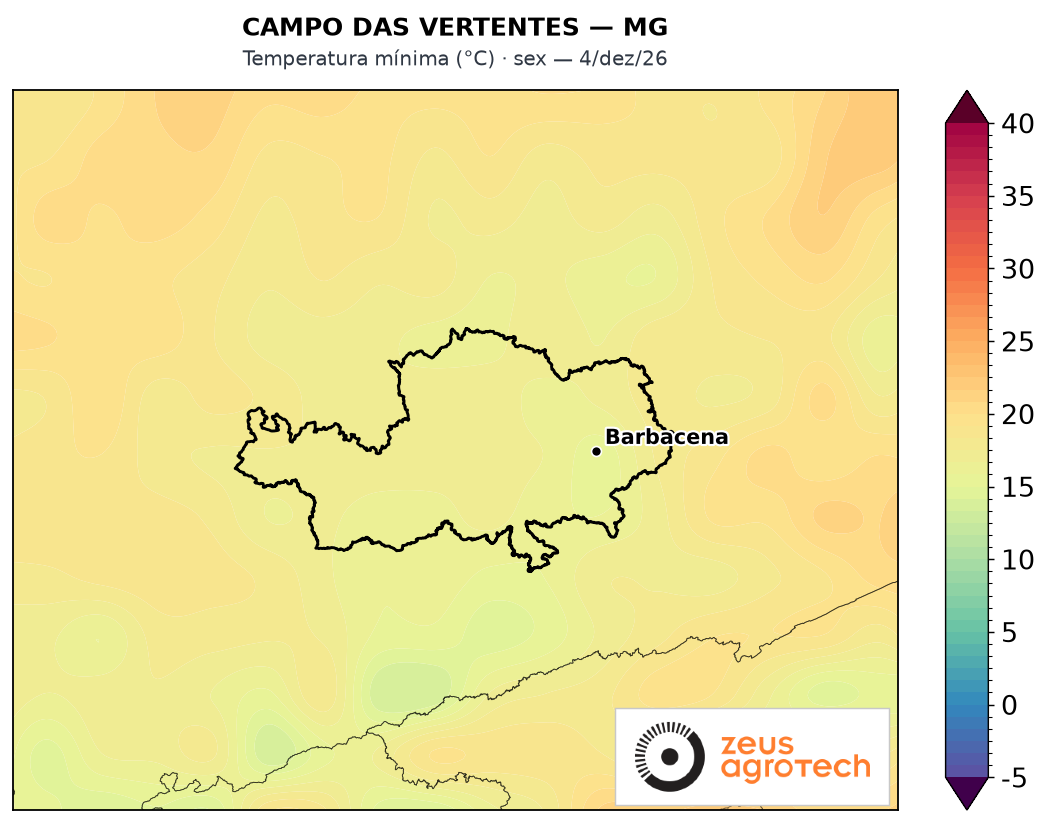 CAMPO DAS VERTENTES — MG
Temperatura mínima (°C) · sex — 4/dez/26
40
35
30
25
20
15
10
5
0
-5
Barbacena
zeus
agrotech